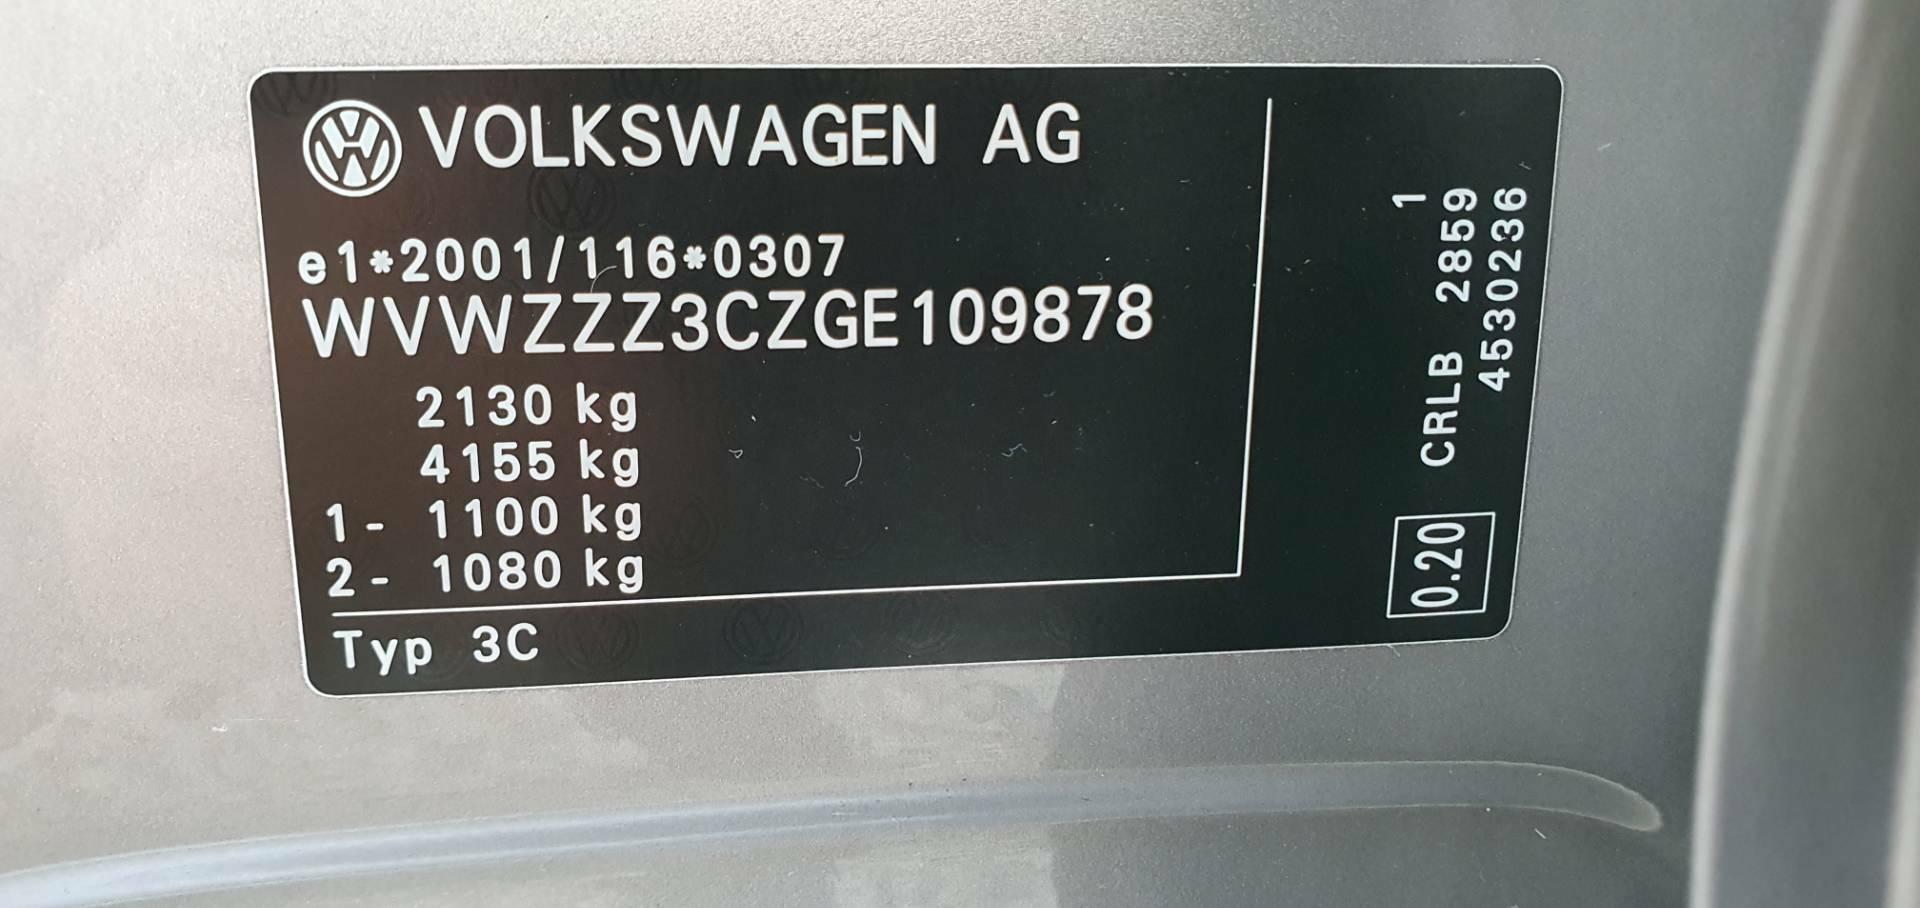 VOLKSWAGEN AG
e1*2001/116*0307
WVWZZZ3CZGE109878
2130 kg
4155 kg
1- 1100 kg
2- 1080 kg
Typ 3C
1
0.20 CRLB 2859
4530236